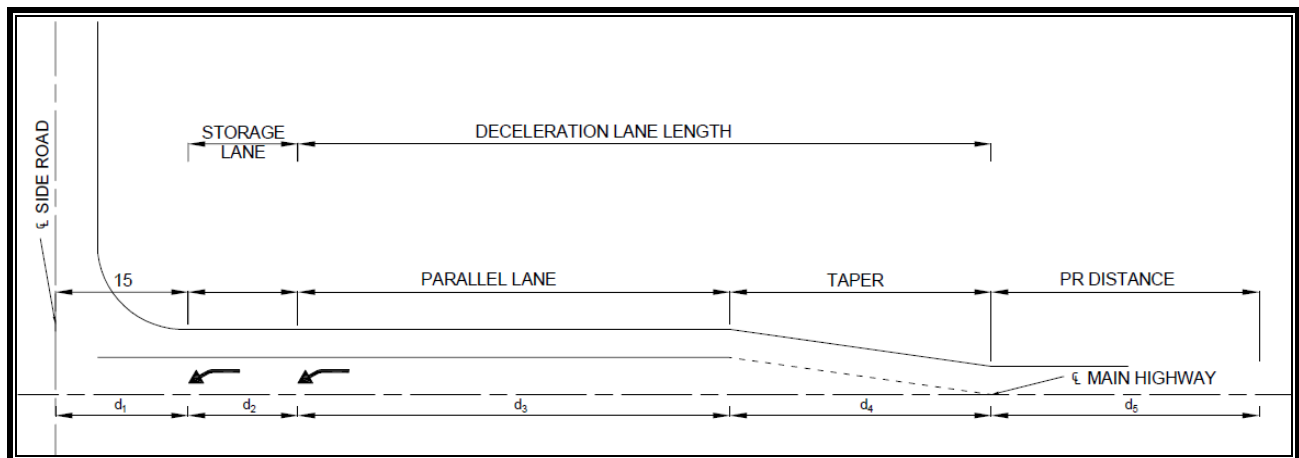 STORAGE
LANE
DECELERATION LANE LENGTH
℄ SIDE ROAD
15
PARALLEL LANE
TAPER
PR DISTANCE
℄ MAIN HIGHWAY
d₁
d₂
d₃
d₄
d₅